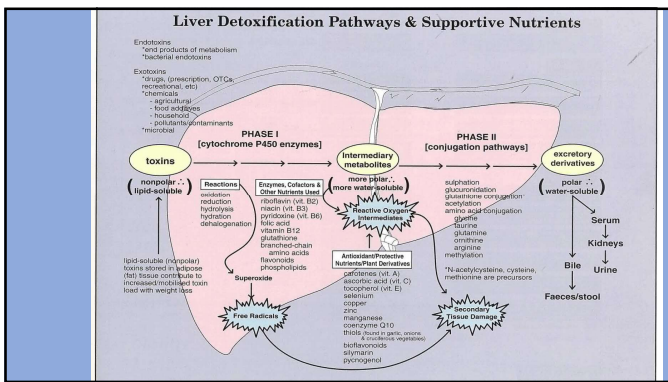 Liver Detoxification Pathways & Supportive Nutrients
Endotoxins
*end products of metabolism
*bacterial endotoxins
Exotoxins
*drugs, (prescription, OTCs,
recreational, etc)
*chemicals
- agricultural
- food additives
- household
- pollutants/contaminants
*microbial
PHASE I
[cytochrome P450 enzymes]
PHASE II
[conjugation pathways]
toxins
(nonpolar ∴
lipid-soluble)
Intermediary
metabolites
(more polar ∴
more water-soluble)
excretory
derivatives
(polar ∴
water-soluble)
Reactions
oxidation
reduction
hydrolysis
hydration
dehalogenation
Enzymes, Cofactors &
Other Nutrients Used
riboflavin (vit. B2)
niacin (vit. B3)
pyridoxine (vit. B6)
folic acid
vitamin B12
glutathione
branched-chain
amino acids
flavonoids
phospholipids
Reactive Oxygen
Intermediates
sulphation
glucuronidation
glutathione conjugation
acetylation
amino acid conjugation
glycine
taurine
glutamine
ornithine
arginine
methylation
*N-acetylcysteine, cysteine,
methionine are precursors
Serum
Kidneys
Urine
Bile
Faeces/stool
lipid-soluble (nonpolar)
toxins stored in adipose
(fat) tissue contribute to
increased/mobilised toxin
load with weight loss
Superoxide
Free Radicals
Antioxidant/Protective
Nutrients/Plant Derivatives
carotenes (vit. A)
ascorbic acid (vit. C)
tocopherol (vit. E)
selenium
copper
zinc
manganese
coenzyme Q10
thiols (found in garlic, onions
& cruciferous vegetables)
bioflavonoids
silymarin
pycnogenol
Secondary
Tissue Damage